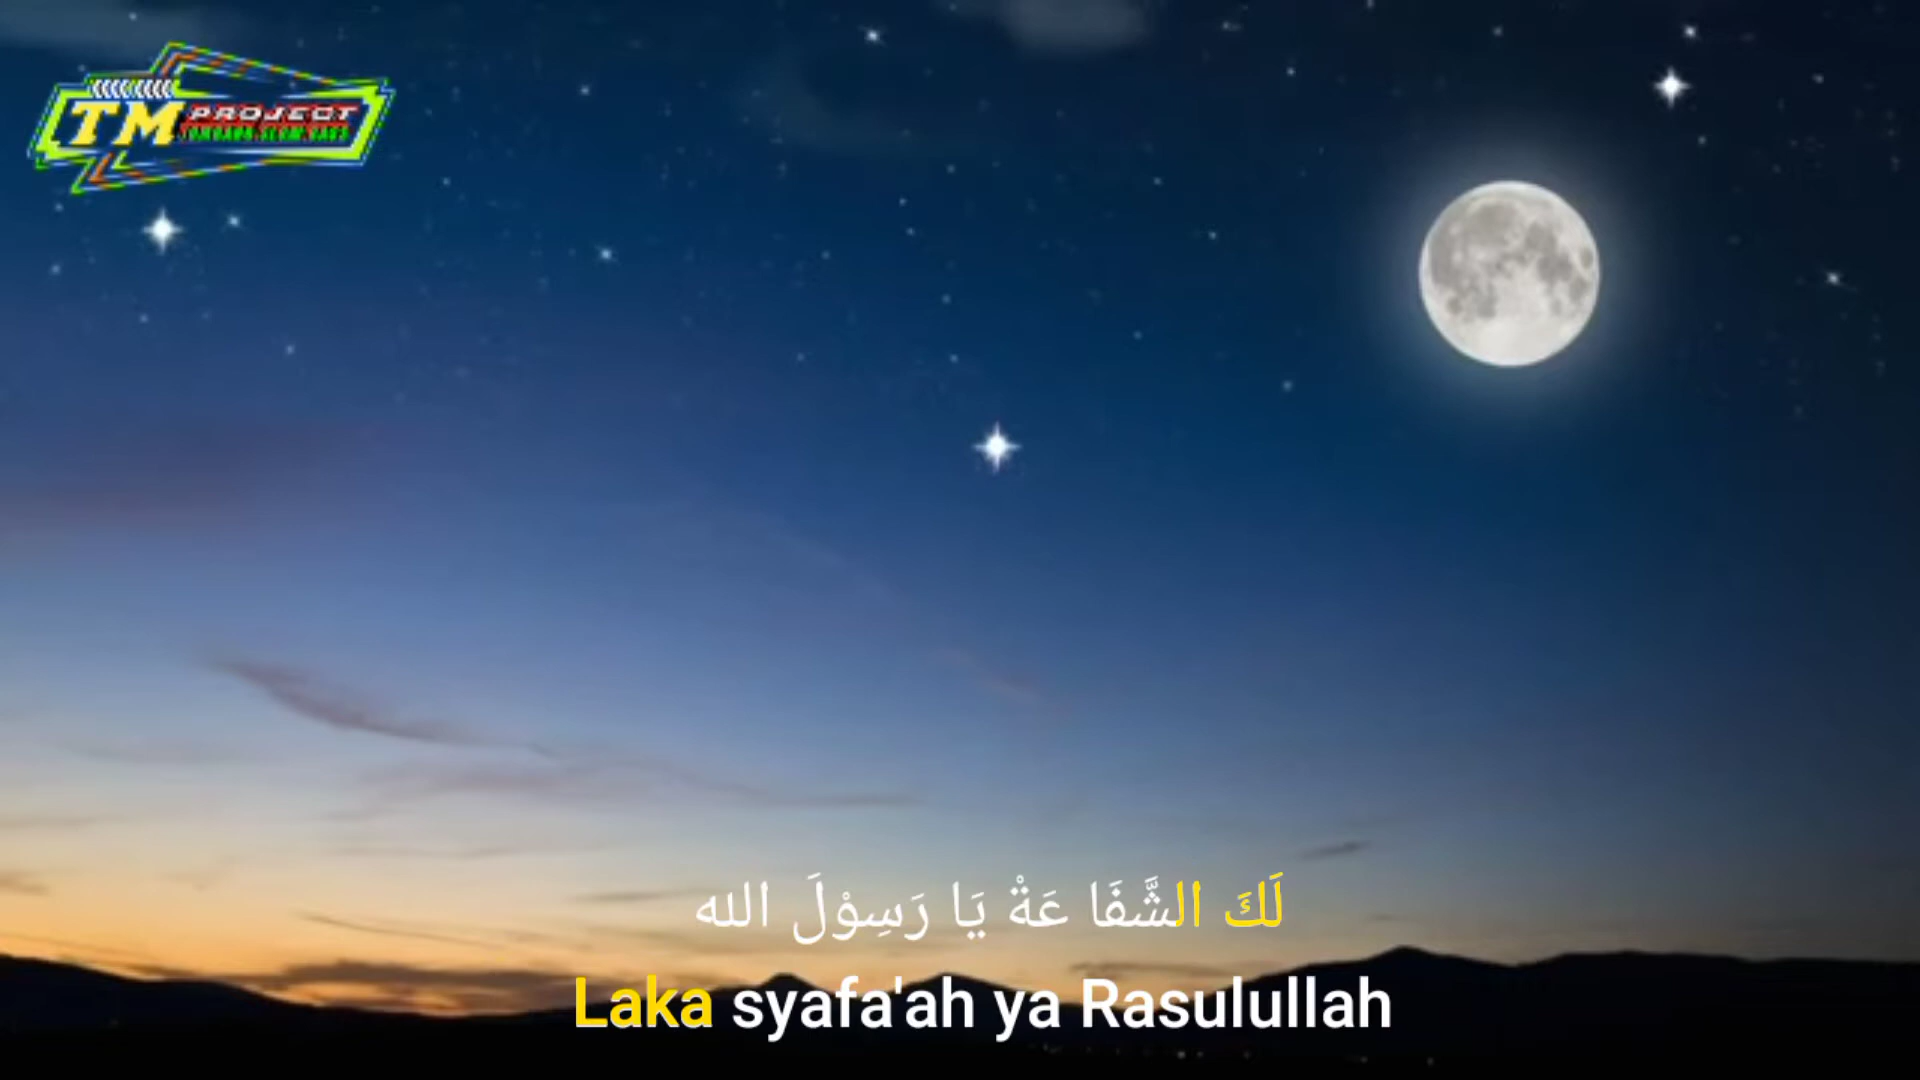 TM PROJECT
لَكَ الشَّفَا عَةْ يَا رَسِوْلَ الله
Laka syafa'ah ya Rasulullah